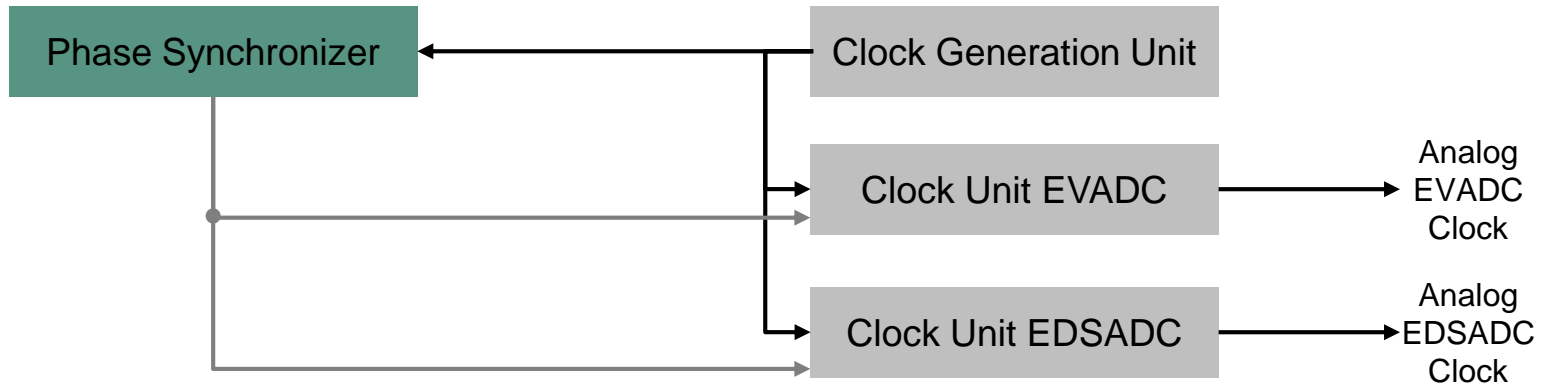 Phase Synchronizer
Clock Generation Unit
Clock Unit EVADC
Analog
EVADC
Clock
Clock Unit EDSADC
Analog
EDSADC
Clock